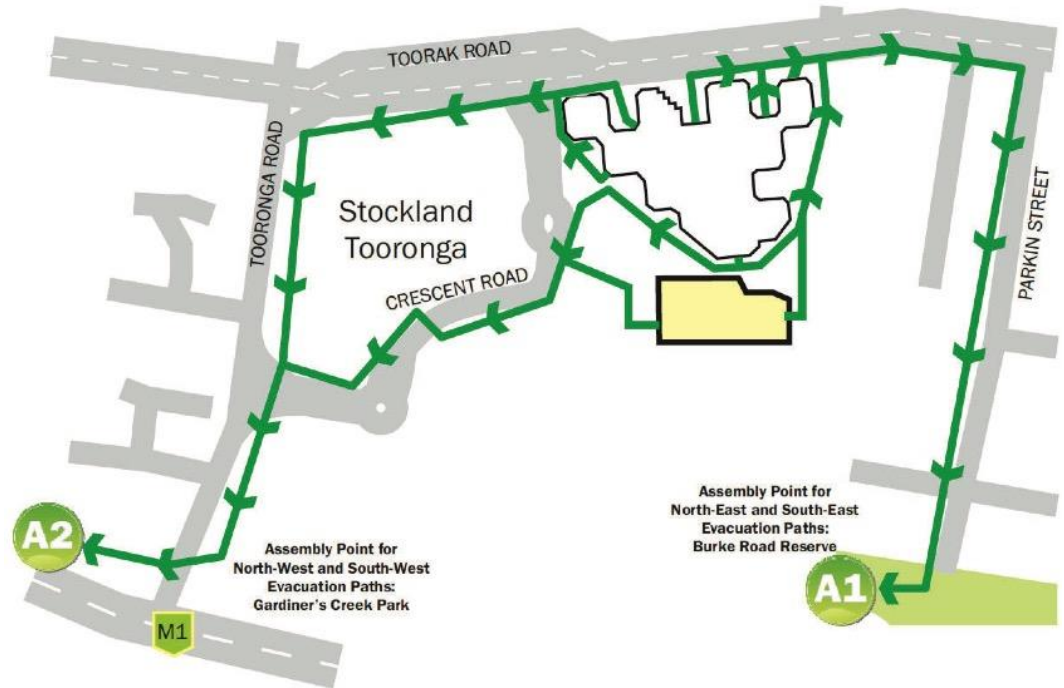 TOORAK ROAD
TOORONGA ROAD
Stockland
Tooronga
CRESCENT ROAD
PARKIN STREET
Assembly Point for
North-East and South-East
Evacuation Paths:
Burke Road Reserve
A1
A2
Assembly Point for
North-West and South-West
Evacuation Paths:
Gardiner's Creek Park
M1